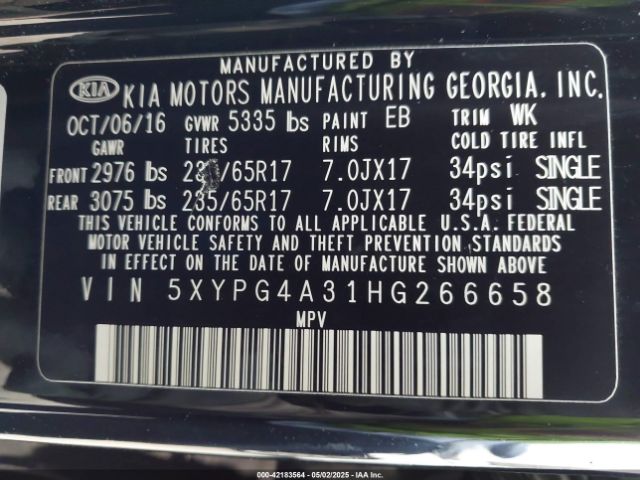 MANUFACTURED BY
KIA KIA MOTORS MANUFACTURING GEORGIA, INC.
OCT/06/16 GVWR 5335 lbs PAINT EB TRIM WK
GAWR TIRES RIMS COLD TIRE INFL
FRONT 2976 lbs /65R17 7.0JX17 34psi SINGLE
REAR 3075 lbs 235/65R17 7.0JX17 34psi SINGLE
THIS VEHICLE CONFORMS TO ALL APPLICABLE U.S.A. FEDERAL
MOTOR VEHICLE SAFETY AND THEFT PREVENTION STANDARDS
IN EFFECT ON THE DATE OF MANUFACTURE SHOWN ABOVE.
VIN 5XYPG4A31HG266658
MPV
000-42183564 - 05/02/2025 - IAA Inc.